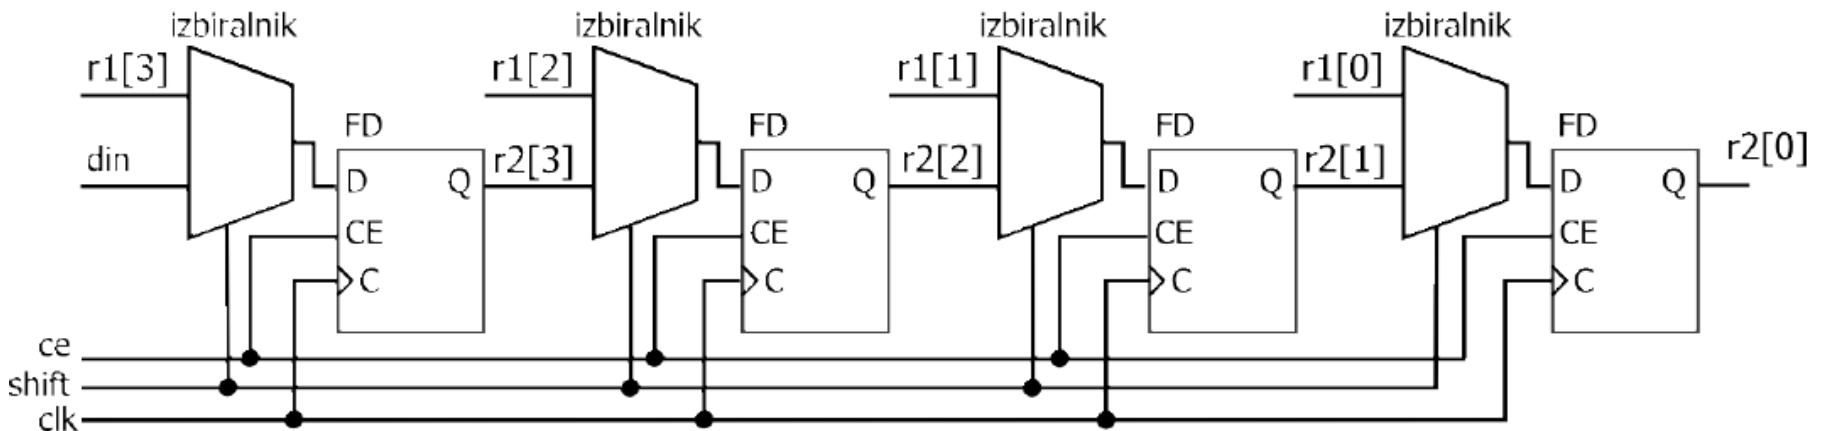 izbiralnik izbiralnik izbiralnik izbiralnik
r1[3] r1[2] r1[1] r1[0]
FD FD FD FD
din r2[3] r2[2] r2[1] r2[0]
D Q D Q D Q D Q
CE CE CE CE
C C C C
ce
shift
clk